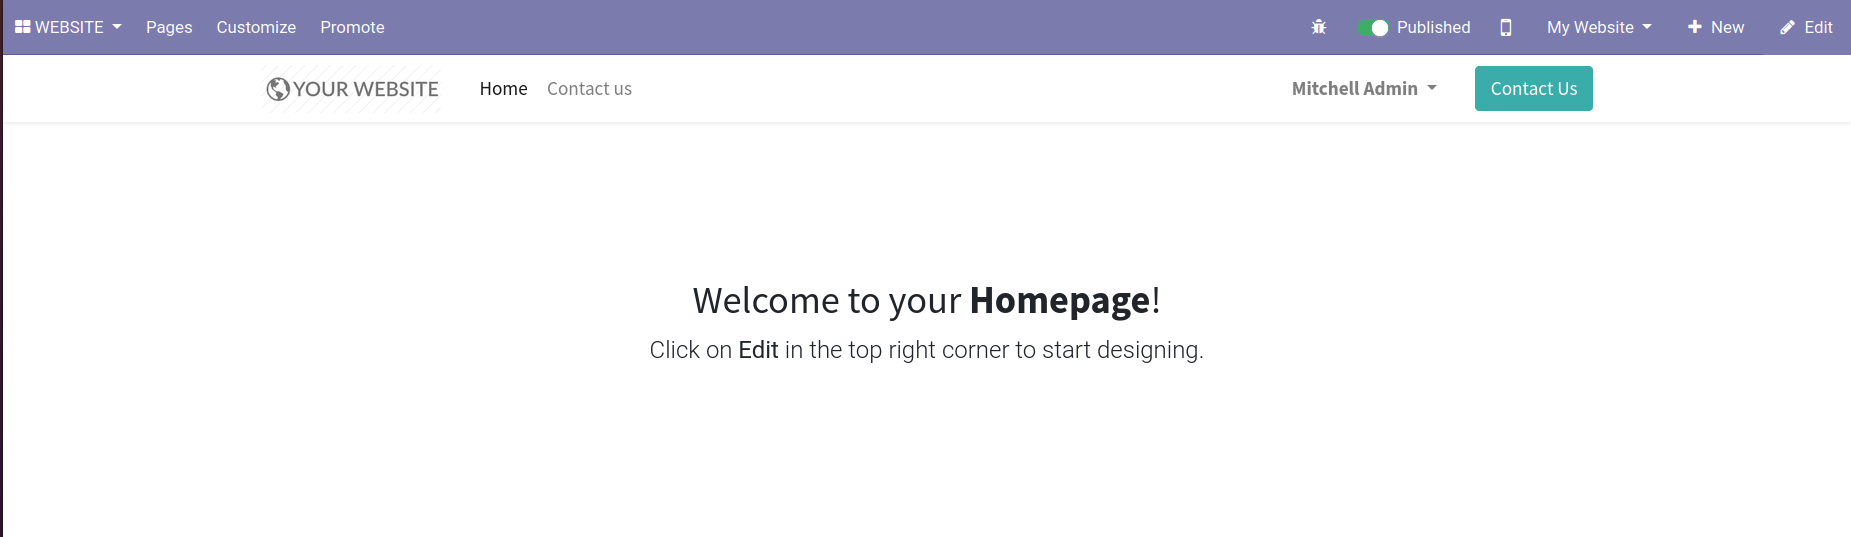 WEBSITE Pages Customize Promote Published My Website New Edit
YOUR WEBSITE Home Contact us Mitchell Admin Contact Us
Welcome to your Homepage!
Click on Edit in the top right corner to start designing.